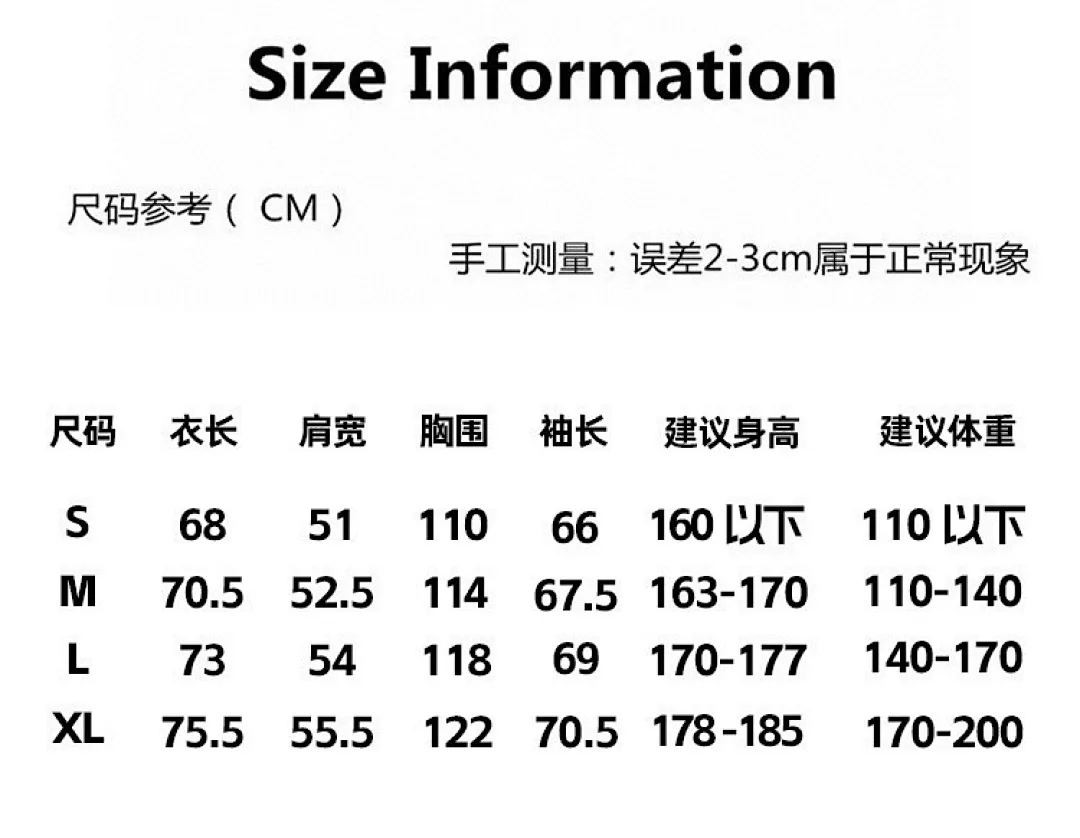 Size Information
尺码参考（ CM ）
手工测量：误差2-3cm属于正常现象
尺码 衣长 肩宽 胸围 袖长 建议身高 建议体重
S 68 51 110 66 160 以下 110 以下
M 70.5 52.5 114 67.5 163-170 110-140
L 73 54 118 69 170-177 140-170
XL 75.5 55.5 122 70.5 178-185 170-200